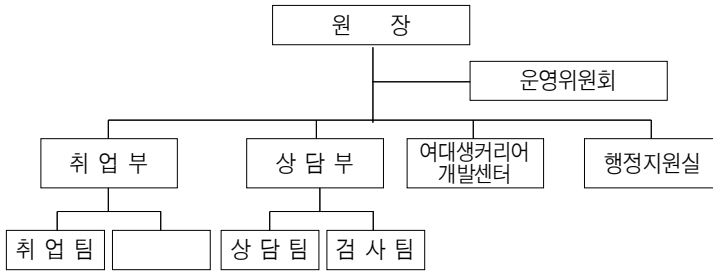 원 장
운영위원회
취 업 부
상 담 부
여대생커리어
개발센터
행정지원실
취 업 팀
상 담 팀
검 사 팀